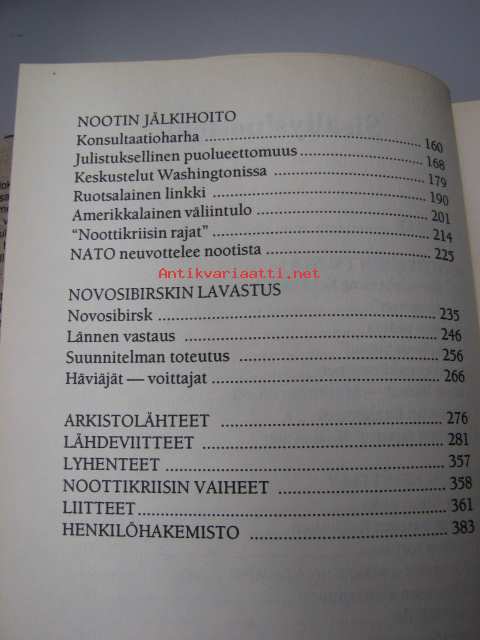 NOOTIN JÄLKIHOITO
Konsultaatioharha 160
Julistuksellinen puolueettomuus 168
Keskustelut Washingtonissa 179
Ruotsalainen linkki 190
Amerikkalainen väliintulo 201
"Noottikriisin rajat" 214
NATO neuvottelee nootista 225
Antikvariaatti.net
NOVOSIBIRSKIN LAVASTUS
Novosibirsk 235
Lännen vastaus 246
Suunnitelman toteutus 256
Häviäjät — voittajat 266
ARKISTOLÄHTEET 276
LÄHDEVIITTEET 281
LYHENTEET 357
NOOTTIKRIISIN VAIHEET 358
LIITTEET 361
HENKILÖHAKEMISTO 383